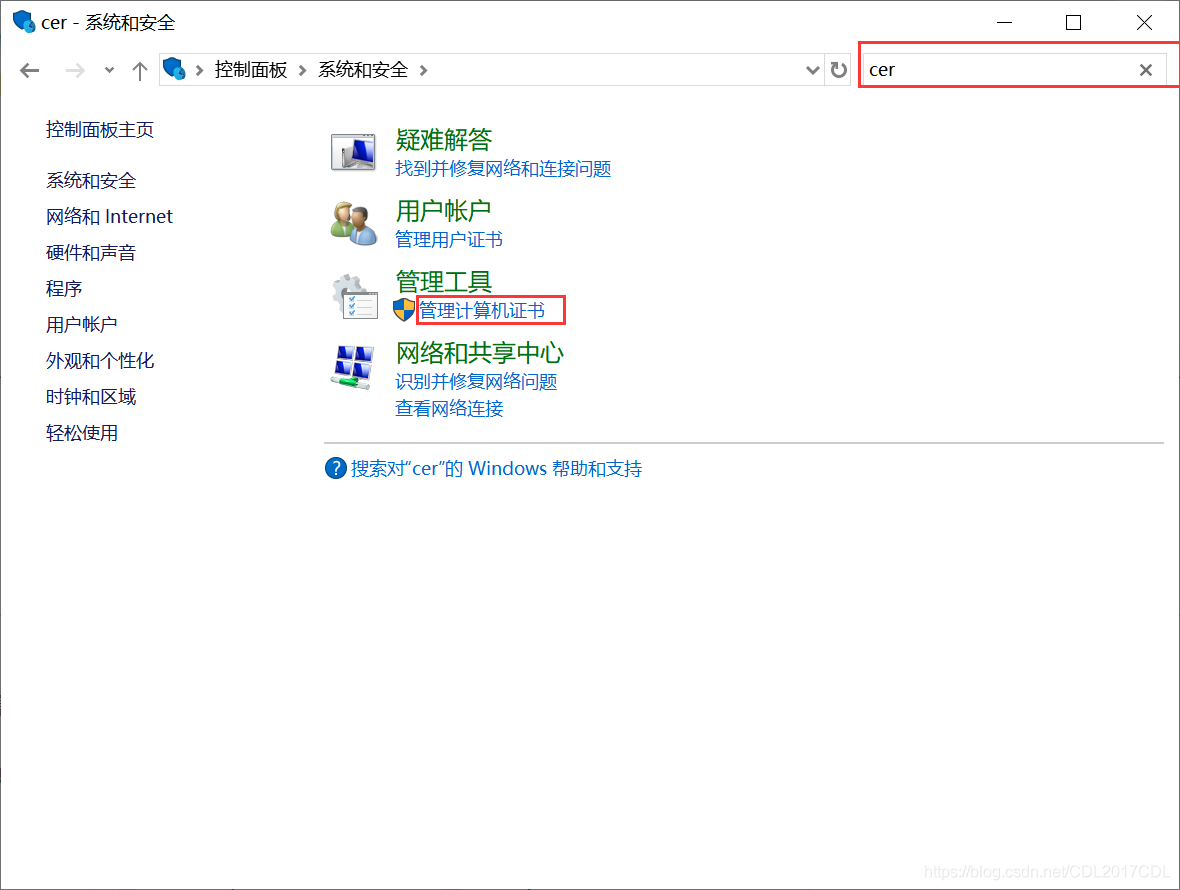 cer - 系统和安全
控制面板 系统和安全
cer
控制面板主页
系统和安全
网络和 Internet
硬件和声音
程序
用户帐户
外观和个性化
时钟和区域
轻松使用
疑难解答
找到并修复网络和连接问题
用户帐户
管理用户证书
管理工具
管理计算机证书
网络和共享中心
识别并修复网络问题
查看网络连接
搜索对“cer”的 Windows 帮助和支持
https://blog.csdn.net/CDL2017CDL